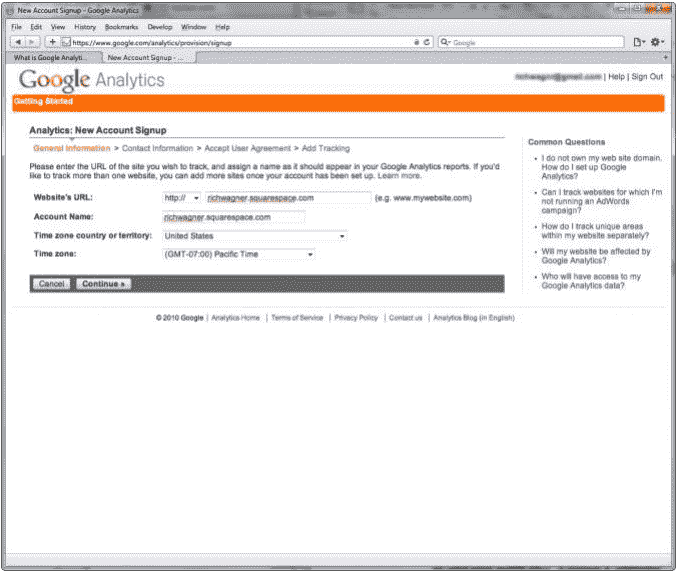 New Account Signup - Google Analytics
File Edit View History Bookmarks Develop Window Help
https://www.google.com/analytics/provision/signup
Google
What is Google Analyti...
New Account Signup - ...
Google Analytics
| Help | Sign Out
Getting Started
Analytics: New Account Signup
General Information > Contact Information > Accept User Agreement > Add Tracking
Please enter the URL of the site you wish to track, and assign a name as it should appear in your Google Analytics reports. If you'd
like to track more than one website, you can add more sites once your account has been set up. Learn more.
Website's URL: http:// richwagner.squarespace.com (e.g. www.mywebsite.com)
Account Name: richwagner.squarespace.com
Time zone country or territory: United States
Time zone: (GMT-07:00) Pacific Time
Cancel Continue »
Common Questions
• I do not own my web site domain.
How do I set up Google
Analytics?
• Can I track websites for which I'm
not running an AdWords
campaign?
• How do I track unique areas
within my website separately?
• Will my website be affected by
Google Analytics?
• Who will have access to my
Google Analytics data?
© 2010 Google | Analytics Home | Terms of Service | Privacy Policy | Contact us | Analytics Blog (in English)